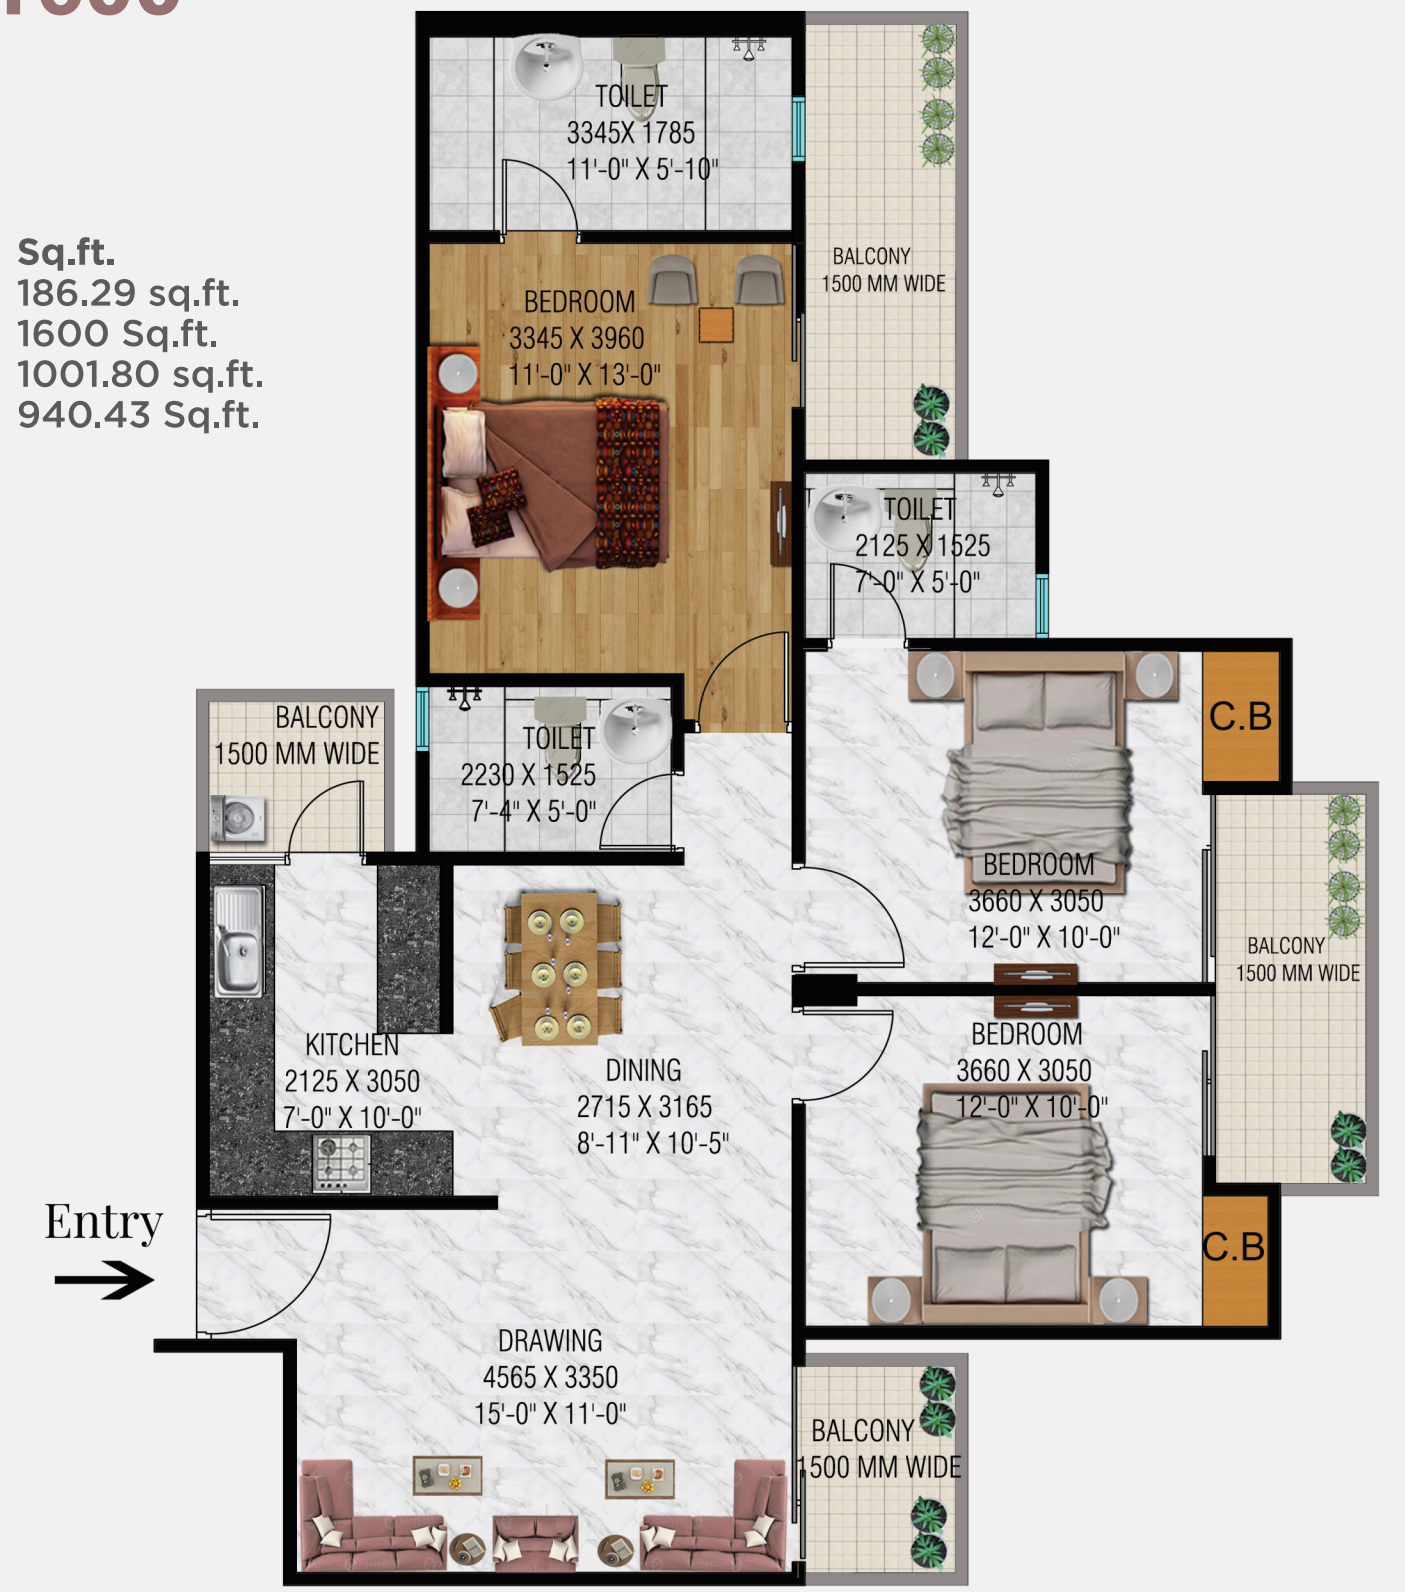 1600
Sq.ft.
186.29 sq.ft.
1600 Sq.ft.
1001.80 sq.ft.
940.43 Sq.ft.
TOILET
3345X 1785
11'-0" X 5'-10"
BALCONY
1500 MM WIDE
BEDROOM
3345 X 3960
11'-0" X 13'-0"
TOILET
2125 X 1525
7'-0" X 5'-0"
BALCONY
1500 MM WIDE
TOILET
2230 X 1525
7'-4" X 5'-0"
C.B
BEDROOM
3660 X 3050
12'-0" X 10'-0"
BALCONY
1500 MM WIDE
KITCHEN
2125 X 3050
7'-0" X 10'-0"
DINING
2715 X 3165
8'-11" X 10'-5"
BEDROOM
3660 X 3050
12'-0" X 10'-0"
Entry
C.B
DRAWING
4565 X 3350
15'-0" X 11'-0"
BALCONY
1500 MM WIDE